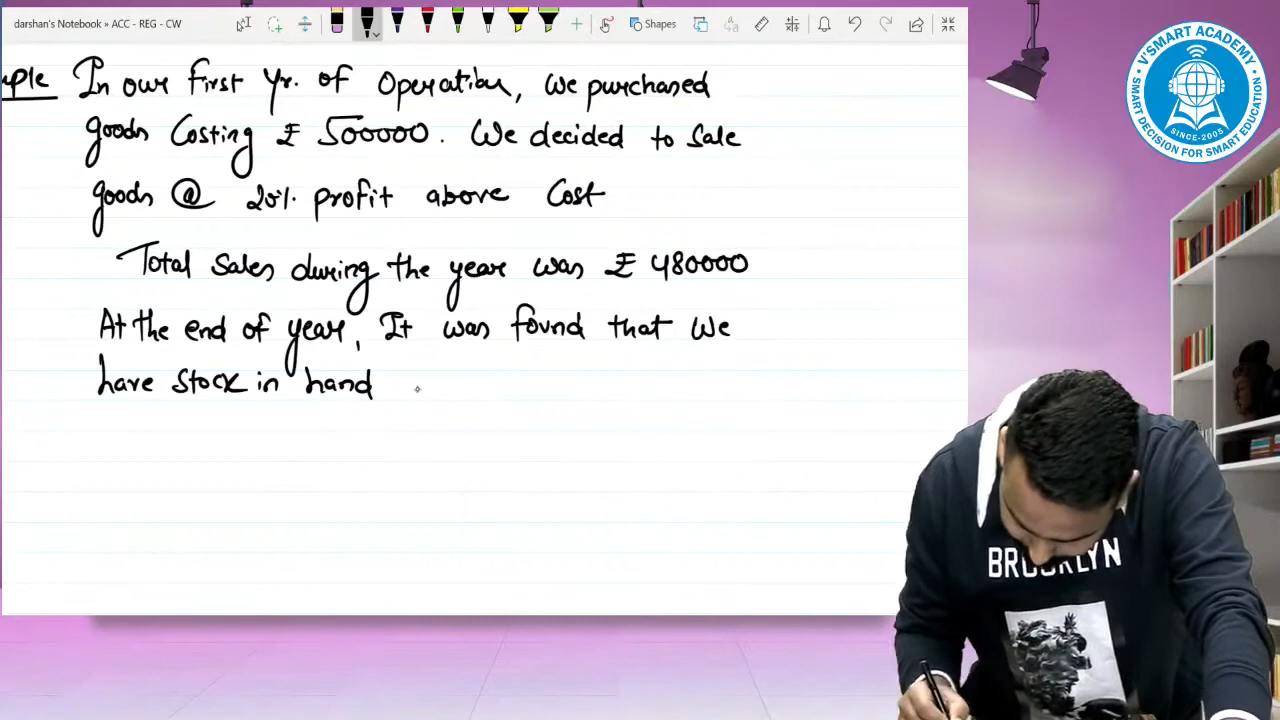 darshan's Notebook » ACC - REG - CW
Shapes
mple In our first Yr. of Operation, We purchased
goods Costing ₹ 500000. We decided to sale
goods @ 20% profit above Cost
Total Sales during the year was ₹ 480000
At the end of year, It was found that we
have stock in hand
V'SMART ACADEMY
SMART DECISION FOR SMART EDUCATION
SINCE-2005
BROOKLYN